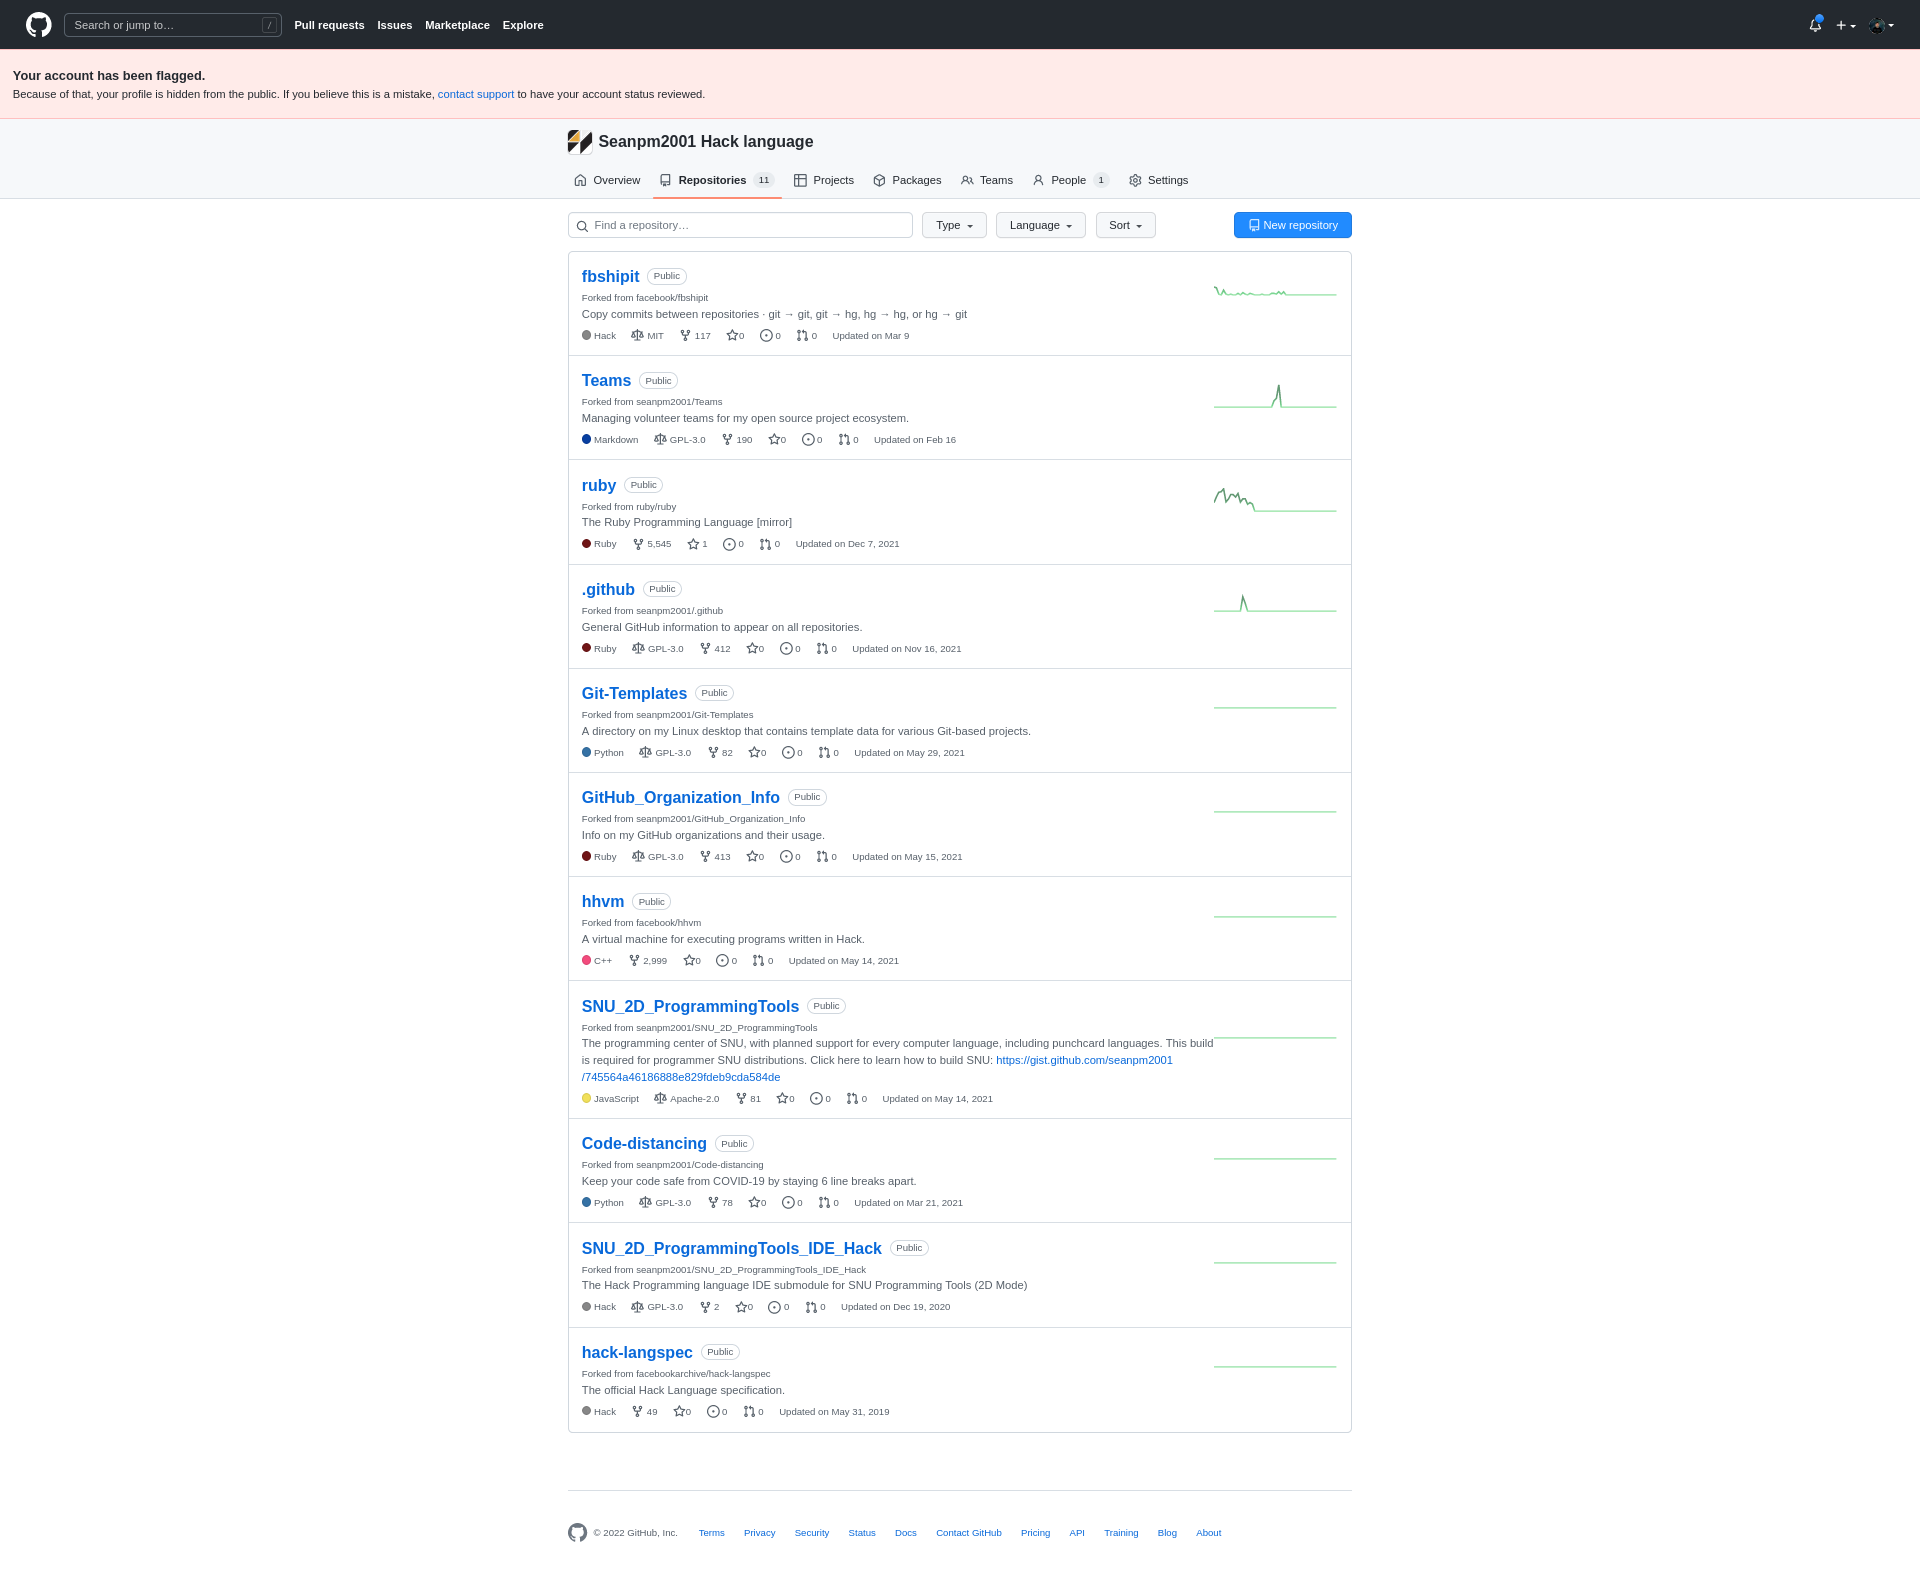 Search or jump to… /
Pull requests Issues Marketplace Explore
Your account has been flagged.
Because of that, your profile is hidden from the public. If you believe this is a mistake, contact support to have your account status reviewed.
Seanpm2001 Hack language
Overview Repositories 11 Projects Packages Teams People 1 Settings
Find a repository… Type Language Sort New repository
fbshipit Public
Forked from facebook/fbshipit
Copy commits between repositories · git → git, git → hg, hg → hg, or hg → git
Hack MIT 117 0 0 0 Updated on Mar 9
Teams Public
Forked from seanpm2001/Teams
Managing volunteer teams for my open source project ecosystem.
Markdown GPL-3.0 190 0 0 0 Updated on Feb 16
ruby Public
Forked from ruby/ruby
The Ruby Programming Language [mirror]
Ruby 5,545 1 0 0 Updated on Dec 7, 2021
.github Public
Forked from seanpm2001/.github
General GitHub information to appear on all repositories.
Ruby GPL-3.0 412 0 0 0 Updated on Nov 16, 2021
Git-Templates Public
Forked from seanpm2001/Git-Templates
A directory on my Linux desktop that contains template data for various Git-based projects.
Python GPL-3.0 82 0 0 0 Updated on May 29, 2021
GitHub_Organization_Info Public
Forked from seanpm2001/GitHub_Organization_Info
Info on my GitHub organizations and their usage.
Ruby GPL-3.0 413 0 0 0 Updated on May 15, 2021
hhvm Public
Forked from facebook/hhvm
A virtual machine for executing programs written in Hack.
C++ 2,999 0 0 0 Updated on May 14, 2021
SNU_2D_ProgrammingTools Public
Forked from seanpm2001/SNU_2D_ProgrammingTools
The programming center of SNU, with planned support for every computer language, including punchcard languages. This build
is required for programmer SNU distributions. Click here to learn how to build SNU: https://gist.github.com/seanpm2001
/745564a46186888e829fdeb9cda584de
JavaScript Apache-2.0 81 0 0 0 Updated on May 14, 2021
Code-distancing Public
Forked from seanpm2001/Code-distancing
Keep your code safe from COVID-19 by staying 6 line breaks apart.
Python GPL-3.0 78 0 0 0 Updated on Mar 21, 2021
SNU_2D_ProgrammingTools_IDE_Hack Public
Forked from seanpm2001/SNU_2D_ProgrammingTools_IDE_Hack
The Hack Programming language IDE submodule for SNU Programming Tools (2D Mode)
Hack GPL-3.0 2 0 0 0 Updated on Dec 19, 2020
hack-langspec Public
Forked from facebookarchive/hack-langspec
The official Hack Language specification.
Hack 49 0 0 0 Updated on May 31, 2019
© 2022 GitHub, Inc. Terms Privacy Security Status Docs Contact GitHub Pricing API Training Blog About